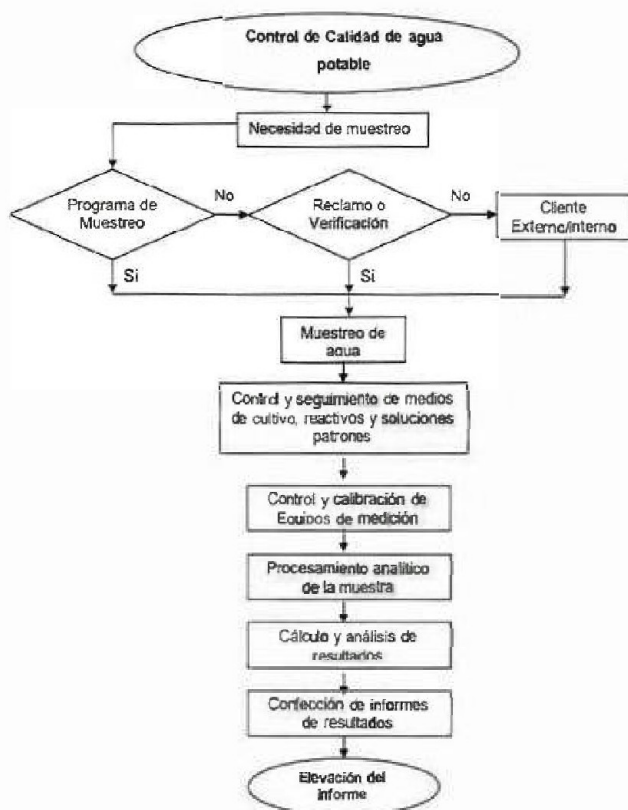 Control de Calidad de agua
potable
Necesidad de muestreo
Programa de
Muestreo
No
Reclamo o
Verificación
No
Cliente
Externo/interno
Si
Si
Muestreo de
agua
Control y seguimiento de medios
de cultivo, reactivos y soluciones
patrones
Control y calibración de
Equipos de medición
Procesamiento analítico
de la muestra
Cálculo y análisis de
resultados
Confección de informes
de resultados
Elevación del
informe